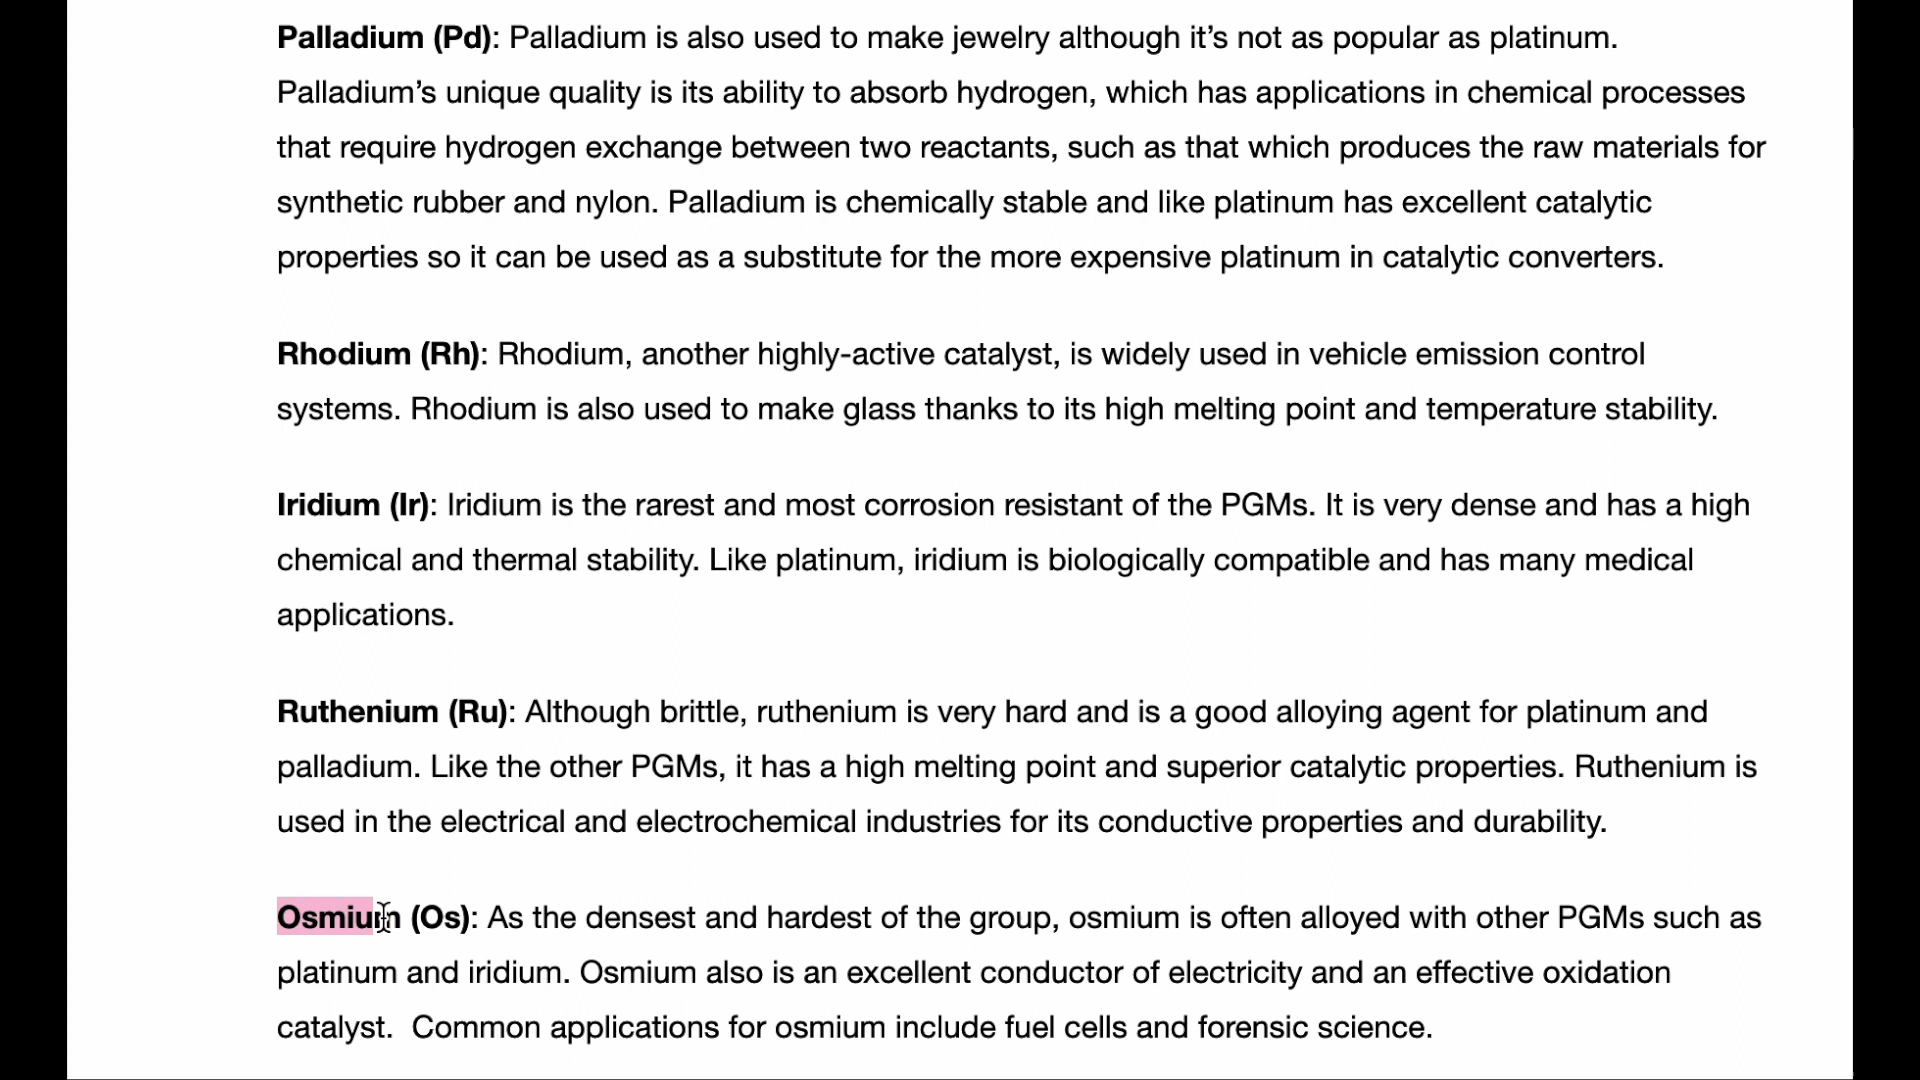 Palladium (Pd): Palladium is also used to make jewelry although it’s not as popular as platinum.
Palladium’s unique quality is its ability to absorb hydrogen, which has applications in chemical processes
that require hydrogen exchange between two reactants, such as that which produces the raw materials for
synthetic rubber and nylon. Palladium is chemically stable and like platinum has excellent catalytic
properties so it can be used as a substitute for the more expensive platinum in catalytic converters.
Rhodium (Rh): Rhodium, another highly-active catalyst, is widely used in vehicle emission control
systems. Rhodium is also used to make glass thanks to its high melting point and temperature stability.
Iridium (Ir): Iridium is the rarest and most corrosion resistant of the PGMs. It is very dense and has a high
chemical and thermal stability. Like platinum, iridium is biologically compatible and has many medical
applications.
Ruthenium (Ru): Although brittle, ruthenium is very hard and is a good alloying agent for platinum and
palladium. Like the other PGMs, it has a high melting point and superior catalytic properties. Ruthenium is
used in the electrical and electrochemical industries for its conductive properties and durability.
Osmium (Os): As the densest and hardest of the group, osmium is often alloyed with other PGMs such as
platinum and iridium. Osmium also is an excellent conductor of electricity and an effective oxidation
catalyst.  Common applications for osmium include fuel cells and forensic science.